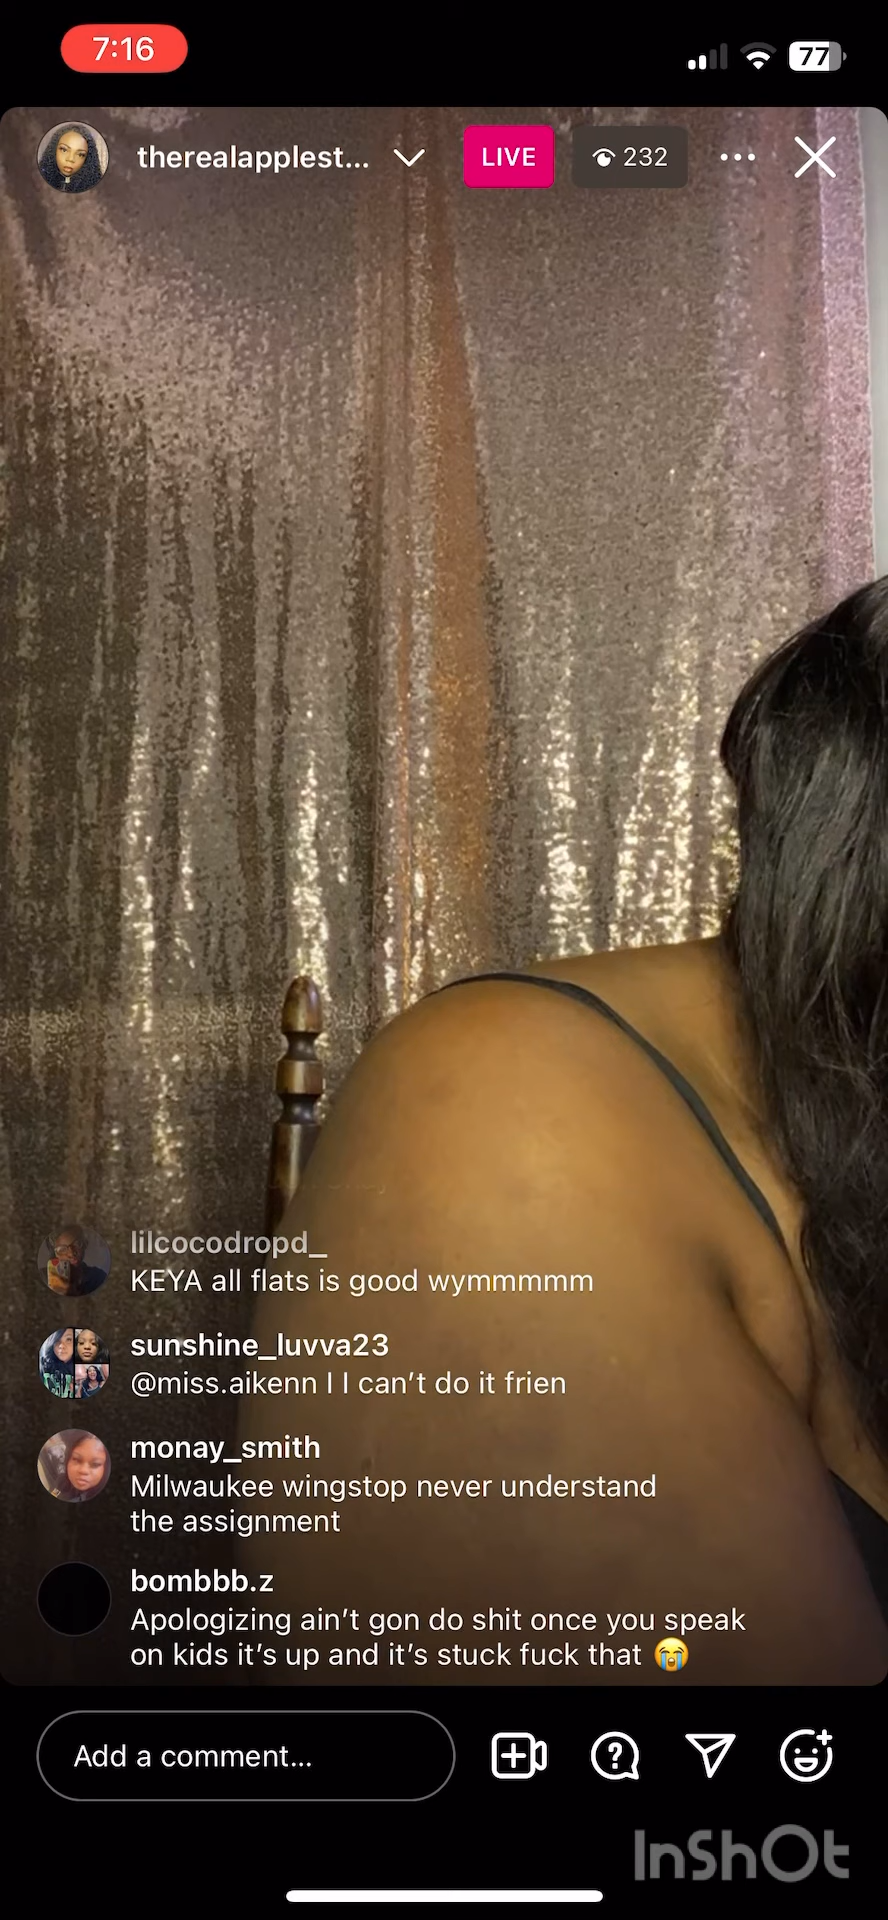 7:16
77
therealapplest...
LIVE
232
lilcocodropd_
KEYA all flats is good wymmmmm
sunshine_luvva23
@miss.aikenn I I can’t do it frien
monay_smith
Milwaukee wingstop never understand
the assignment
bombbb.z
Apologizing ain’t gon do shit once you speak
on kids it’s up and it’s stuck fuck that 😭
Add a comment...
InShOt